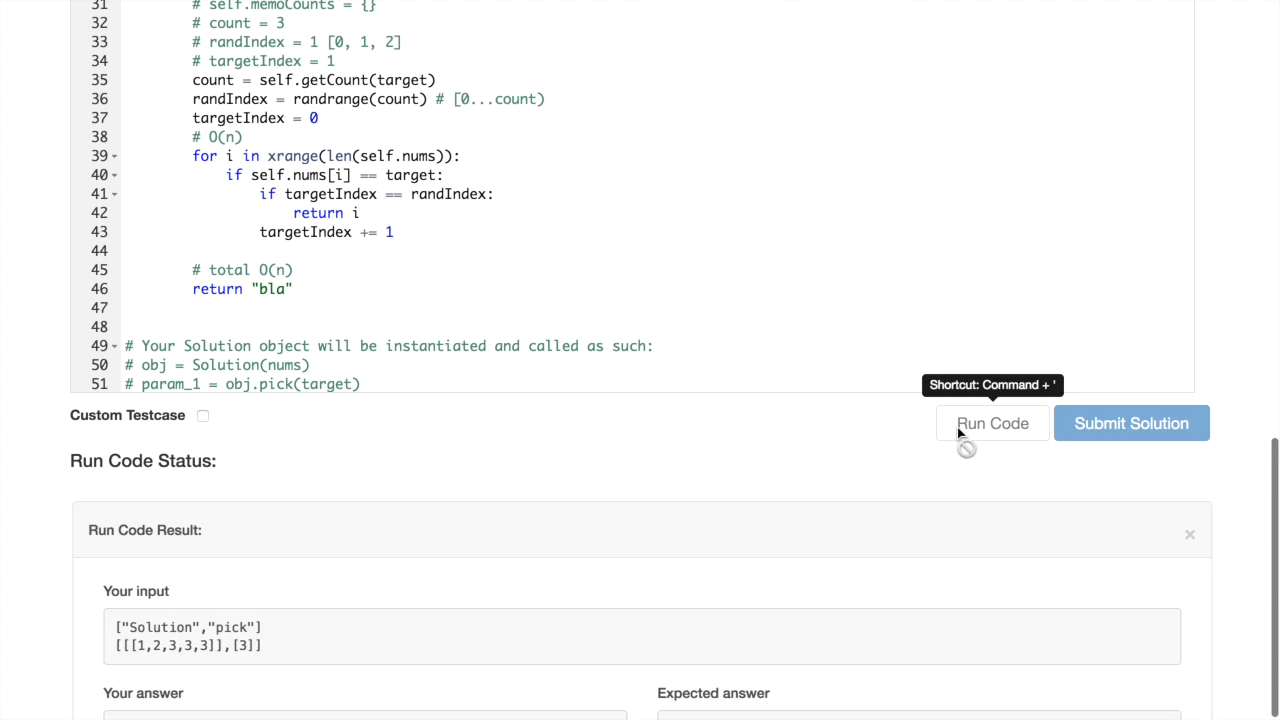 31 # self.memoCounts = {}
32 # count = 3
33 # randIndex = 1 [0, 1, 2]
34 # targetIndex = 1
35 count = self.getCount(target)
36 randIndex = randrange(count) # [0...count)
37 targetIndex = 0
38 # O(n)
39 for i in xrange(len(self.nums)):
40 if self.nums[i] == target:
41 if targetIndex == randIndex:
42 return i
43 targetIndex += 1
44
45 # total O(n)
46 return "bla"
47
48
49 # Your Solution object will be instantiated and called as such:
50 # obj = Solution(nums)
51 # param_1 = obj.pick(target)
Shortcut: Command + '
Custom Testcase
Run Code
Submit Solution
Run Code Status:
Run Code Result:
×
Your input
["Solution","pick"]
[[[1,2,3,3,3]],[3]]
Your answer
Expected answer